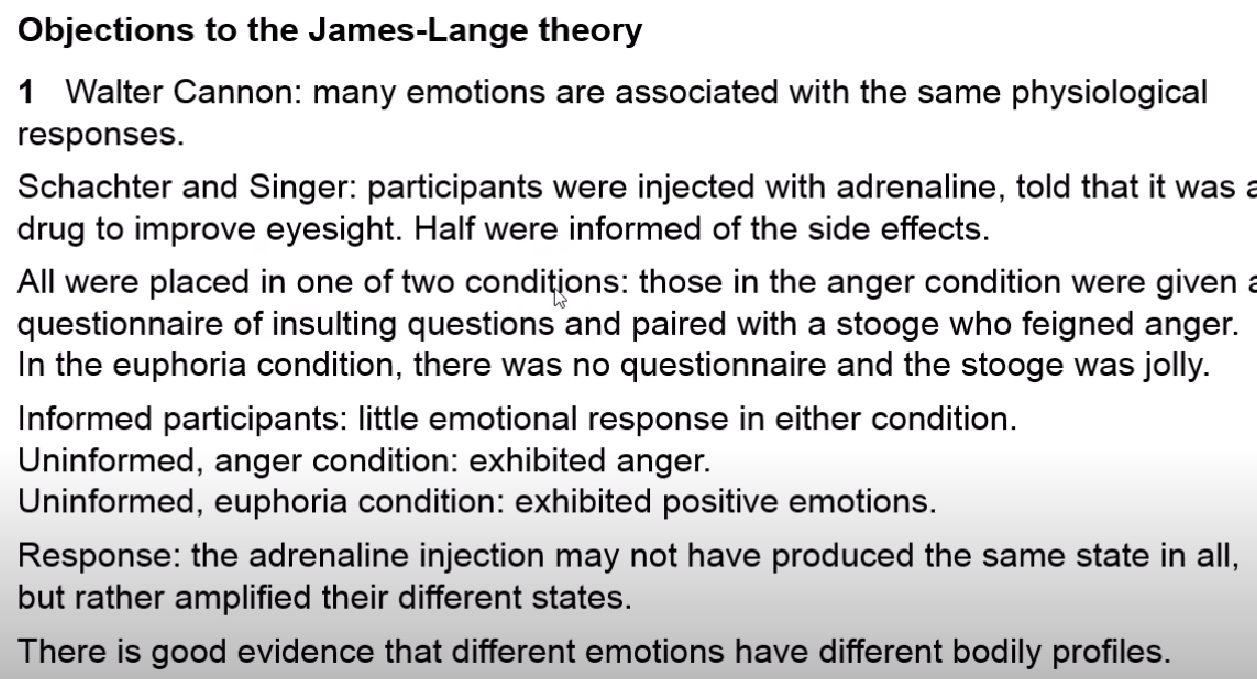 Objections to the James-Lange theory
1 Walter Cannon: many emotions are associated with the same physiological
responses.
Schachter and Singer: participants were injected with adrenaline, told that it was a
drug to improve eyesight. Half were informed of the side effects.
All were placed in one of two conditions: those in the anger condition were given a
questionnaire of insulting questions and paired with a stooge who feigned anger.
In the euphoria condition, there was no questionnaire and the stooge was jolly.
Informed participants: little emotional response in either condition.
Uninformed, anger condition: exhibited anger.
Uninformed, euphoria condition: exhibited positive emotions.
Response: the adrenaline injection may not have produced the same state in all,
but rather amplified their different states.
There is good evidence that different emotions have different bodily profiles.